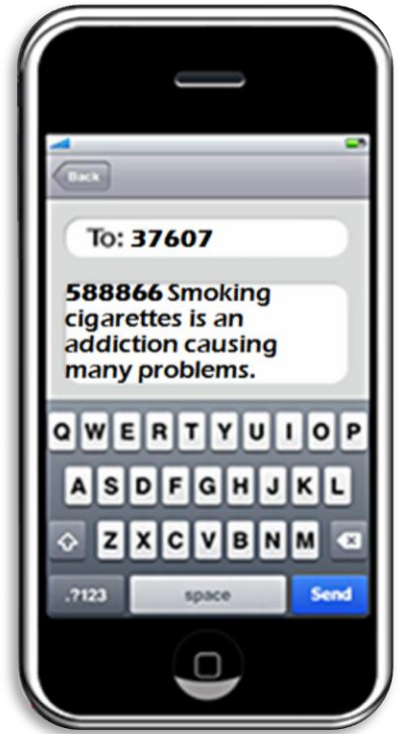 Back
To: 37607
588866 Smoking
cigarettes is an
addiction causing
many problems.
Q W E R T Y U I O P
A S D F G H J K L
Z X C V B N M
.?123 space Send